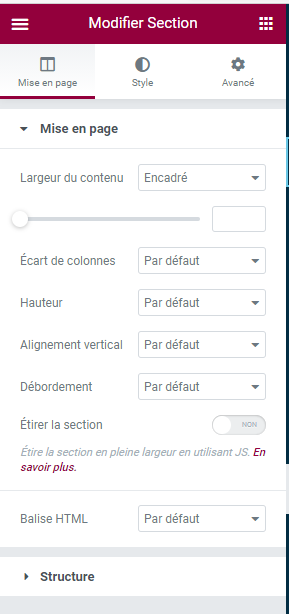 Modifier Section
Mise en page
Style
Avancé
Mise en page
Largeur du contenu
Encadré
Écart de colonnes
Par défaut
Hauteur
Par défaut
Alignement vertical
Par défaut
Débordement
Par défaut
Étirer la section
NON
Étire la section en pleine largeur en utilisant JS. En
savoir plus.
Balise HTML
Par défaut
Structure